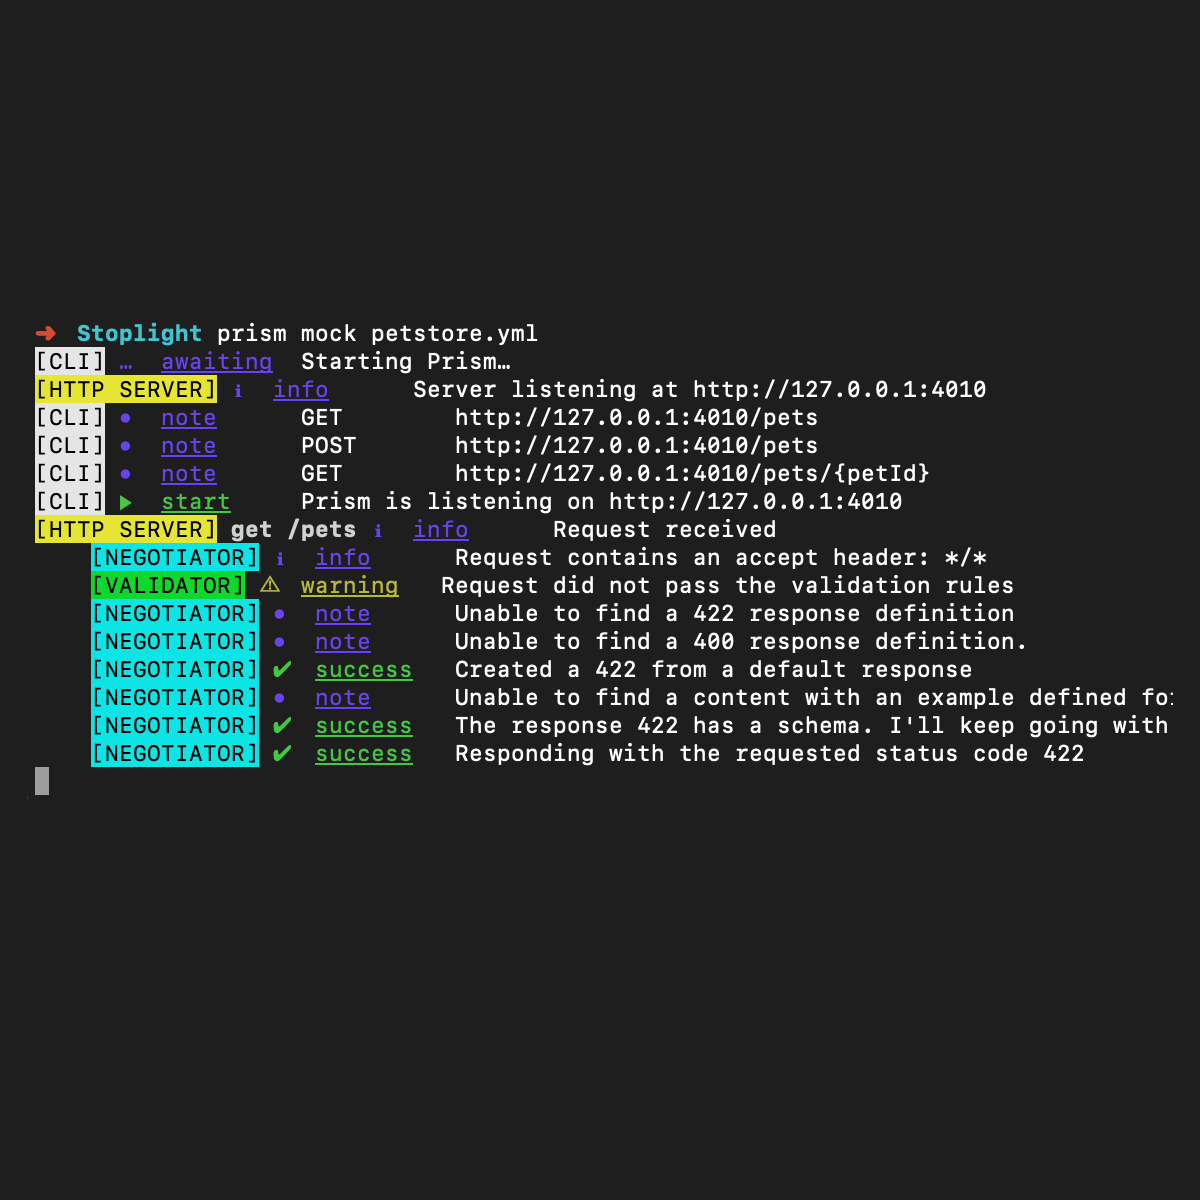 ➜ Stoplight prism mock petstore.yml
[CLI] … awaiting Starting Prism…
[HTTP SERVER] ℹ info Server listening at http://127.0.0.1:4010
[CLI] ● note GET http://127.0.0.1:4010/pets
[CLI] ● note POST http://127.0.0.1:4010/pets
[CLI] ● note GET http://127.0.0.1:4010/pets/{petId}
[CLI] ▶ start Prism is listening on http://127.0.0.1:4010
[HTTP SERVER] get /pets ℹ info Request received
[NEGOTIATOR] ℹ info Request contains an accept header: */*
[VALIDATOR] ⚠ warning Request did not pass the validation rules
[NEGOTIATOR] ● note Unable to find a 422 response definition
[NEGOTIATOR] ● note Unable to find a 400 response definition.
[NEGOTIATOR] ✔ success Created a 422 from a default response
[NEGOTIATOR] ● note Unable to find a content with an example defined
[NEGOTIATOR] ✔ success The response 422 has a schema. I'll keep going with
[NEGOTIATOR] ✔ success Responding with the requested status code 422